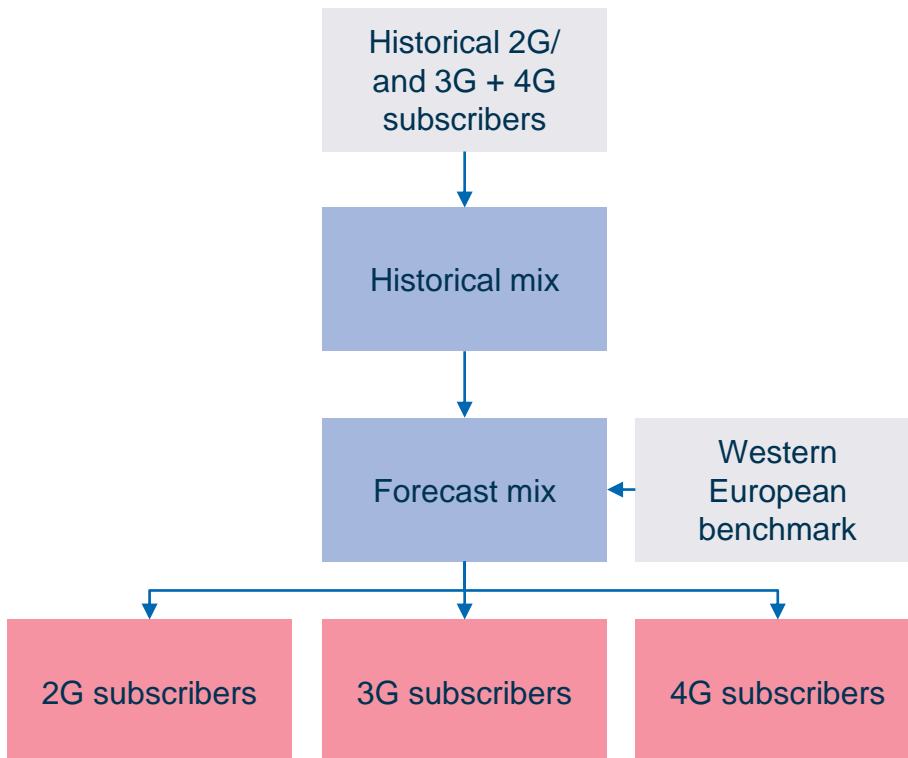 Historical 2G/
and 3G + 4G
subscribers
Historical mix
Forecast mix
Western
European
benchmark
2G subscribers
3G subscribers
4G subscribers